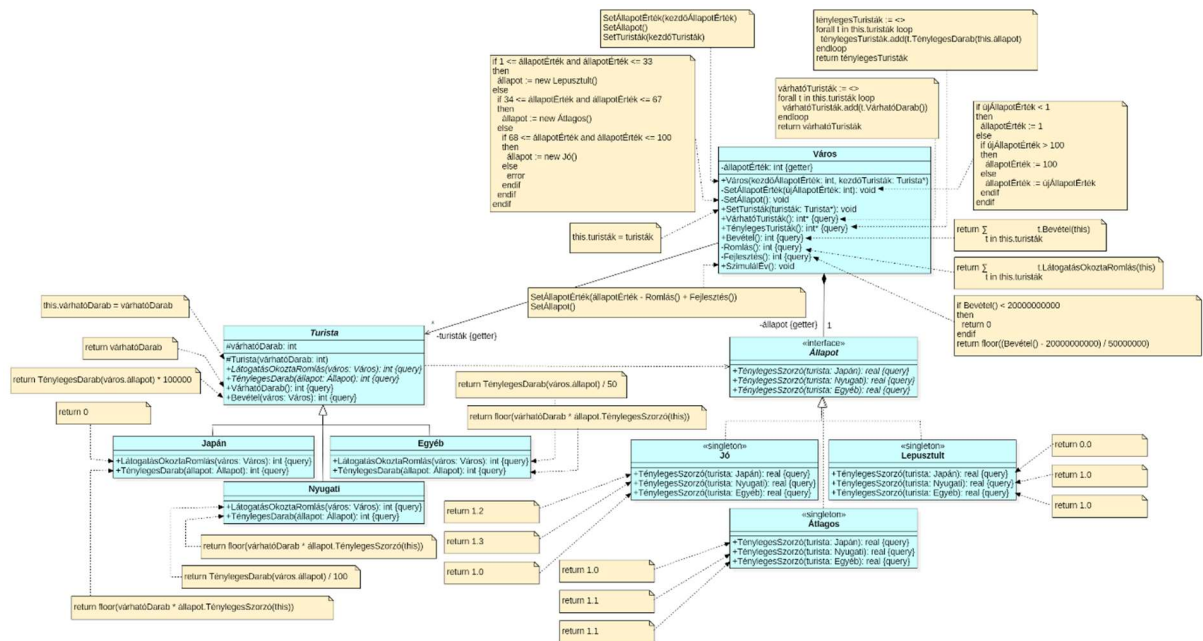 SetÁllapotÉrték(kezdőÁllapotÉrték)
SetÁllapot()
SetTuristák(kezdőTuristák)
ténylegesTuristák := <>
forall t in this.turisták loop
ténylegesTuristák.add(t.TénylegesDarab(this.állapot)
endloop
return ténylegesTuristák
if 1 <= állapotÉrték and állapotÉrték <= 33
then
állapot := new Lepusztult()
else
if 34 <= állapotÉrték and állapotÉrték <= 67
then
állapot := new Átlagos()
else
if 68 <= állapotÉrték and állapotÉrték <= 100
then
állapot := new Jó()
else
error
endif
endif
endif
várhatóTuristák := <>
forall t in this.turisták loop
várhatóTuristák.add(t.VárhatóDarab())
endloop
return várhatóTuristák
if újÁllapotÉrték < 1
then
állapotÉrték := 1
else
if újÁllapotÉrték > 100
then
állapotÉrték := 100
else
állapotÉrték := újÁllapotÉrték
endif
endif
Város
-állapotÉrték: int {getter}
+Város(kezdőÁllapotÉrték: int, kezdőTuristák: Turista*)
-SetÁllapotÉrték(újÁllapotÉrték: int): void
-SetÁllapot(): void
+SetTuristák(turisták: Turista*): void
+VárhatóTuristák(): int* {query}
+TénylegesTuristák(): int* {query}
+Bevétel(): int {query}
-Romlás(): int {query}
-Fejlesztés(): int {query}
+SzimulálÉv(): void
this.turisták = turisták
return ∑ t.Bevétel(this)
t in this.turisták
return ∑ t.LátogatásOkoztaRomlás(this)
t in this.turisták
SetÁllapotÉrték(állapotÉrték - Romlás() + Fejlesztés())
SetÁllapot()
if Bevétel() < 20000000000
then
return 0
endif
return floor((Bevétel() - 20000000000) / 50000000)
*
-turisták {getter}
-állapot {getter}
1
this.várhatóDarab = várhatóDarab
return várhatóDarab
return TénylegesDarab(város.állapot) * 100000
Turista
#várhatóDarab: int
#Turista(várhatóDarab: int)
+LátogatásOkoztaRomlás(város: Város): int {query}
+TénylegesDarab(állapot: Állapot): int {query}
+VárhatóDarab(): int {query}
+Bevétel(város: Város): int {query}
«interface»
Állapot
+TénylegesSzorzó(turista: Japán): real {query}
+TénylegesSzorzó(turista: Nyugati): real {query}
+TénylegesSzorzó(turista: Egyéb): real {query}
return TénylegesDarab(város.állapot) / 50
return floor(várhatóDarab * állapot.TénylegesSzorzó(this))
return 0
Japán
+LátogatásOkoztaRomlás(város: Város): int {query}
+TénylegesDarab(állapot: Állapot): int {query}
Egyéb
+LátogatásOkoztaRomlás(város: Város): int {query}
+TénylegesDarab(állapot: Állapot): int {query}
Nyugati
+LátogatásOkoztaRomlás(város: Város): int {query}
+TénylegesDarab(állapot: Állapot): int {query}
return floor(várhatóDarab * állapot.TénylegesSzorzó(this))
return TénylegesDarab(város.állapot) / 100
return floor(várhatóDarab * állapot.TénylegesSzorzó(this))
«singleton»
Jó
+TénylegesSzorzó(turista: Japán): real {query}
+TénylegesSzorzó(turista: Nyugati): real {query}
+TénylegesSzorzó(turista: Egyéb): real {query}
«singleton»
Lepusztult
+TénylegesSzorzó(turista: Japán): real {query}
+TénylegesSzorzó(turista: Nyugati): real {query}
+TénylegesSzorzó(turista: Egyéb): real {query}
return 0.0
return 1.0
return 1.0
return 1.2
return 1.3
return 1.0
«singleton»
Átlagos
+TénylegesSzorzó(turista: Japán): real {query}
+TénylegesSzorzó(turista: Nyugati): real {query}
+TénylegesSzorzó(turista: Egyéb): real {query}
return 1.0
return 1.1
return 1.1